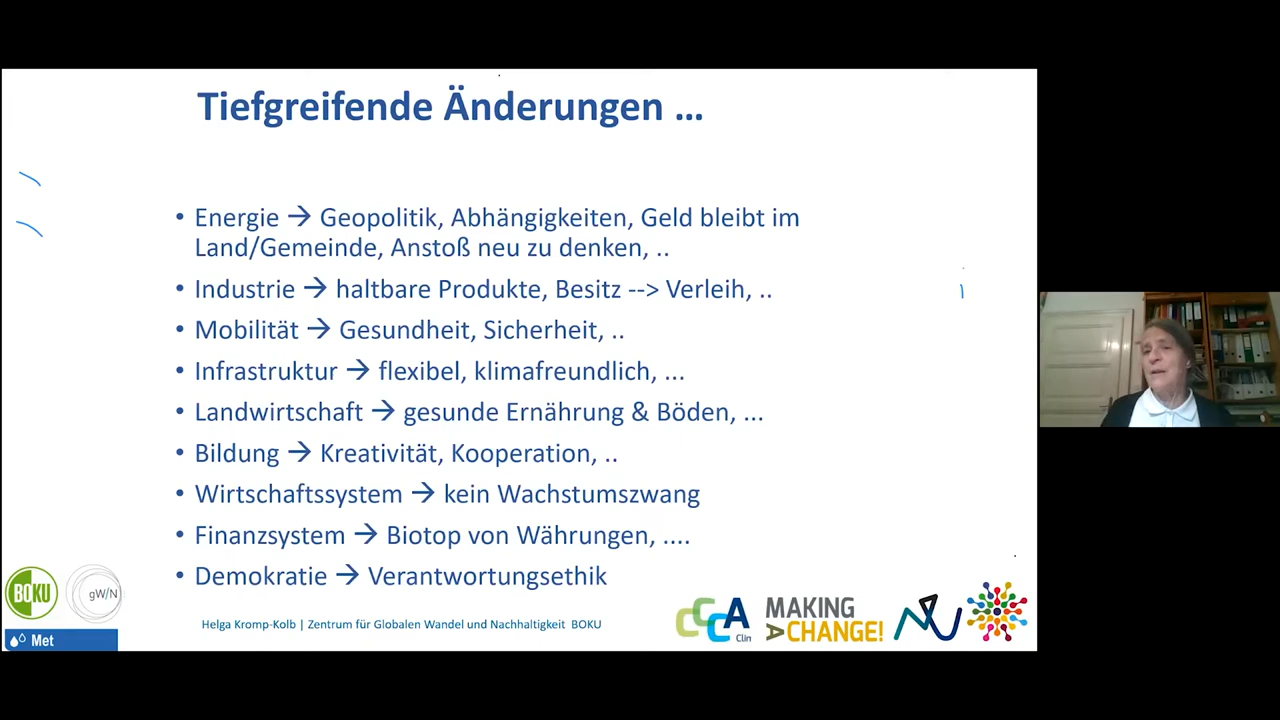 Tiefgreifende Änderungen ...
• Energie → Geopolitik, Abhängigkeiten, Geld bleibt im
Land/Gemeinde, Anstoß neu zu denken, ..
• Industrie → haltbare Produkte, Besitz --> Verleih, ..
• Mobilität → Gesundheit, Sicherheit, ..
• Infrastruktur → flexibel, klimafreundlich, ...
• Landwirtschaft → gesunde Ernährung & Böden, ...
• Bildung → Kreativität, Kooperation, ..
• Wirtschaftssystem → kein Wachstumszwang
• Finanzsystem → Biotop von Währungen, ....
• Demokratie → Verantwortungsethik
BOKU
gW/N
Helga Kromp-Kolb | Zentrum für Globalen Wandel und Nachhaltigkeit BOKU
CCCA
Clin
MAKING
A CHANGE!
Met